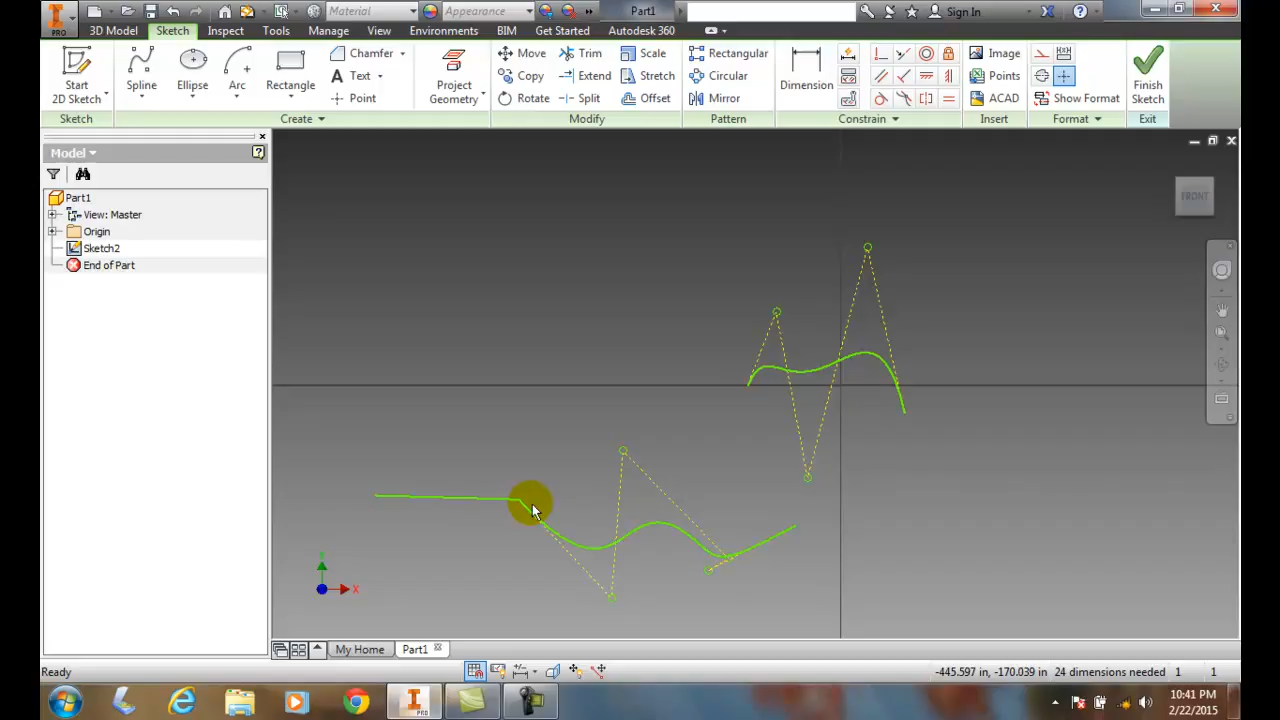 PRO
Material
Appearance
Part1
Sign In
3D Model
Sketch
Inspect
Tools
Manage
View
Environments
BIM
Get Started
Autodesk 360
Start
2D Sketch
Spline
Ellipse
Arc
Rectangle
Chamfer
Text
Point
Project
Geometry
Move
Copy
Rotate
Trim
Extend
Split
Scale
Stretch
Offset
Rectangular
Circular
Mirror
Dimension
Image
Points
ACAD
Show Format
Finish
Sketch
Sketch
Create
Modify
Pattern
Constrain
Insert
Format
Exit
Model
Part1
View: Master
Origin
Sketch2
End of Part
FRONT
X
My Home
Part1
Ready
-445.597 in, -170.039 in
24 dimensions needed
1
1
PRO
10:41 PM
2/22/2015